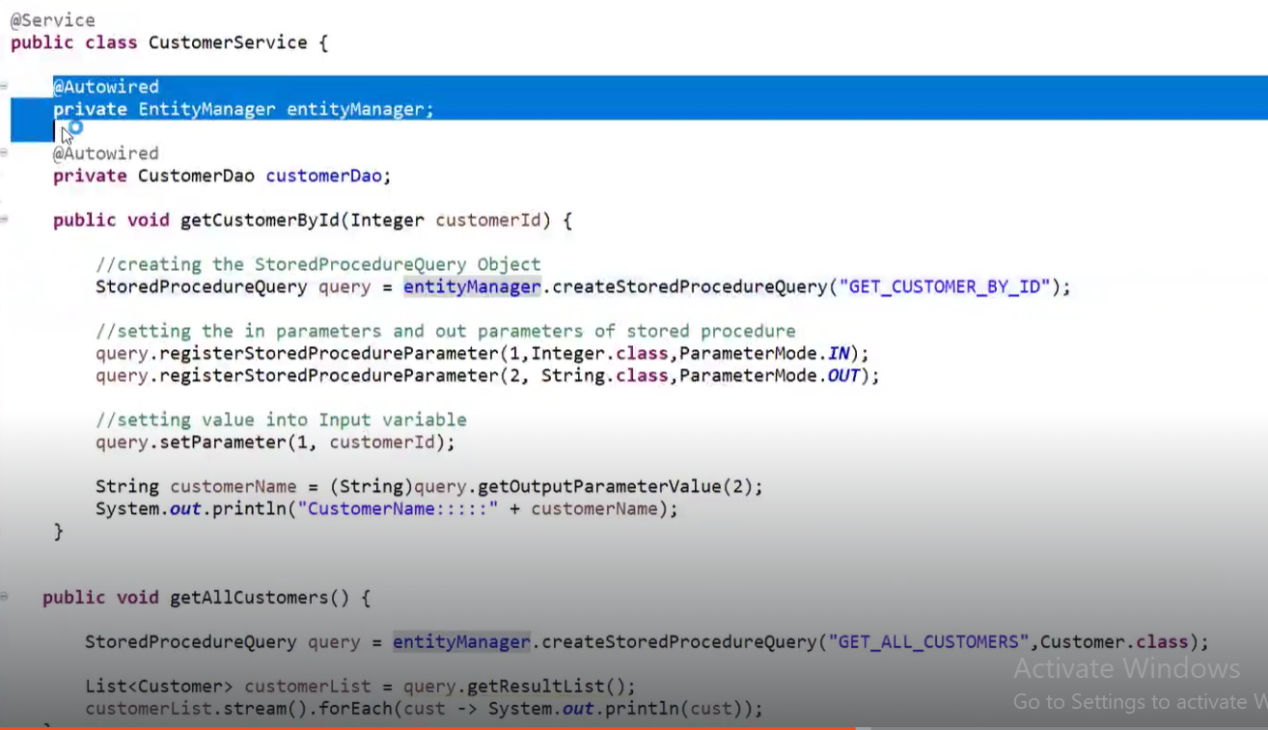 @Service
public class CustomerService {
@Autowired
private EntityManager entityManager;
@Autowired
private CustomerDao customerDao;
public void getCustomerById(Integer customerId) {
//creating the StoredProcedureQuery Object
StoredProcedureQuery query = entityManager.createStoredProcedureQuery("GET_CUSTOMER_BY_ID");
//setting the in parameters and out parameters of stored procedure
query.registerStoredProcedureParameter(1,Integer.class,ParameterMode.IN);
query.registerStoredProcedureParameter(2, String.class,ParameterMode.OUT);
//setting value into Input variable
query.setParameter(1, customerId);
String customerName = (String)query.getOutputParameterValue(2);
System.out.println("CustomerName:::::" + customerName);
}
public void getAllCustomers() {
StoredProcedureQuery query = entityManager.createStoredProcedureQuery("GET_ALL_CUSTOMERS",Customer.class);
List<Customer> customerList = query.getResultList();
customerList.stream().forEach(cust -> System.out.println(cust));
Activate Windows
Go to Settings to activate W